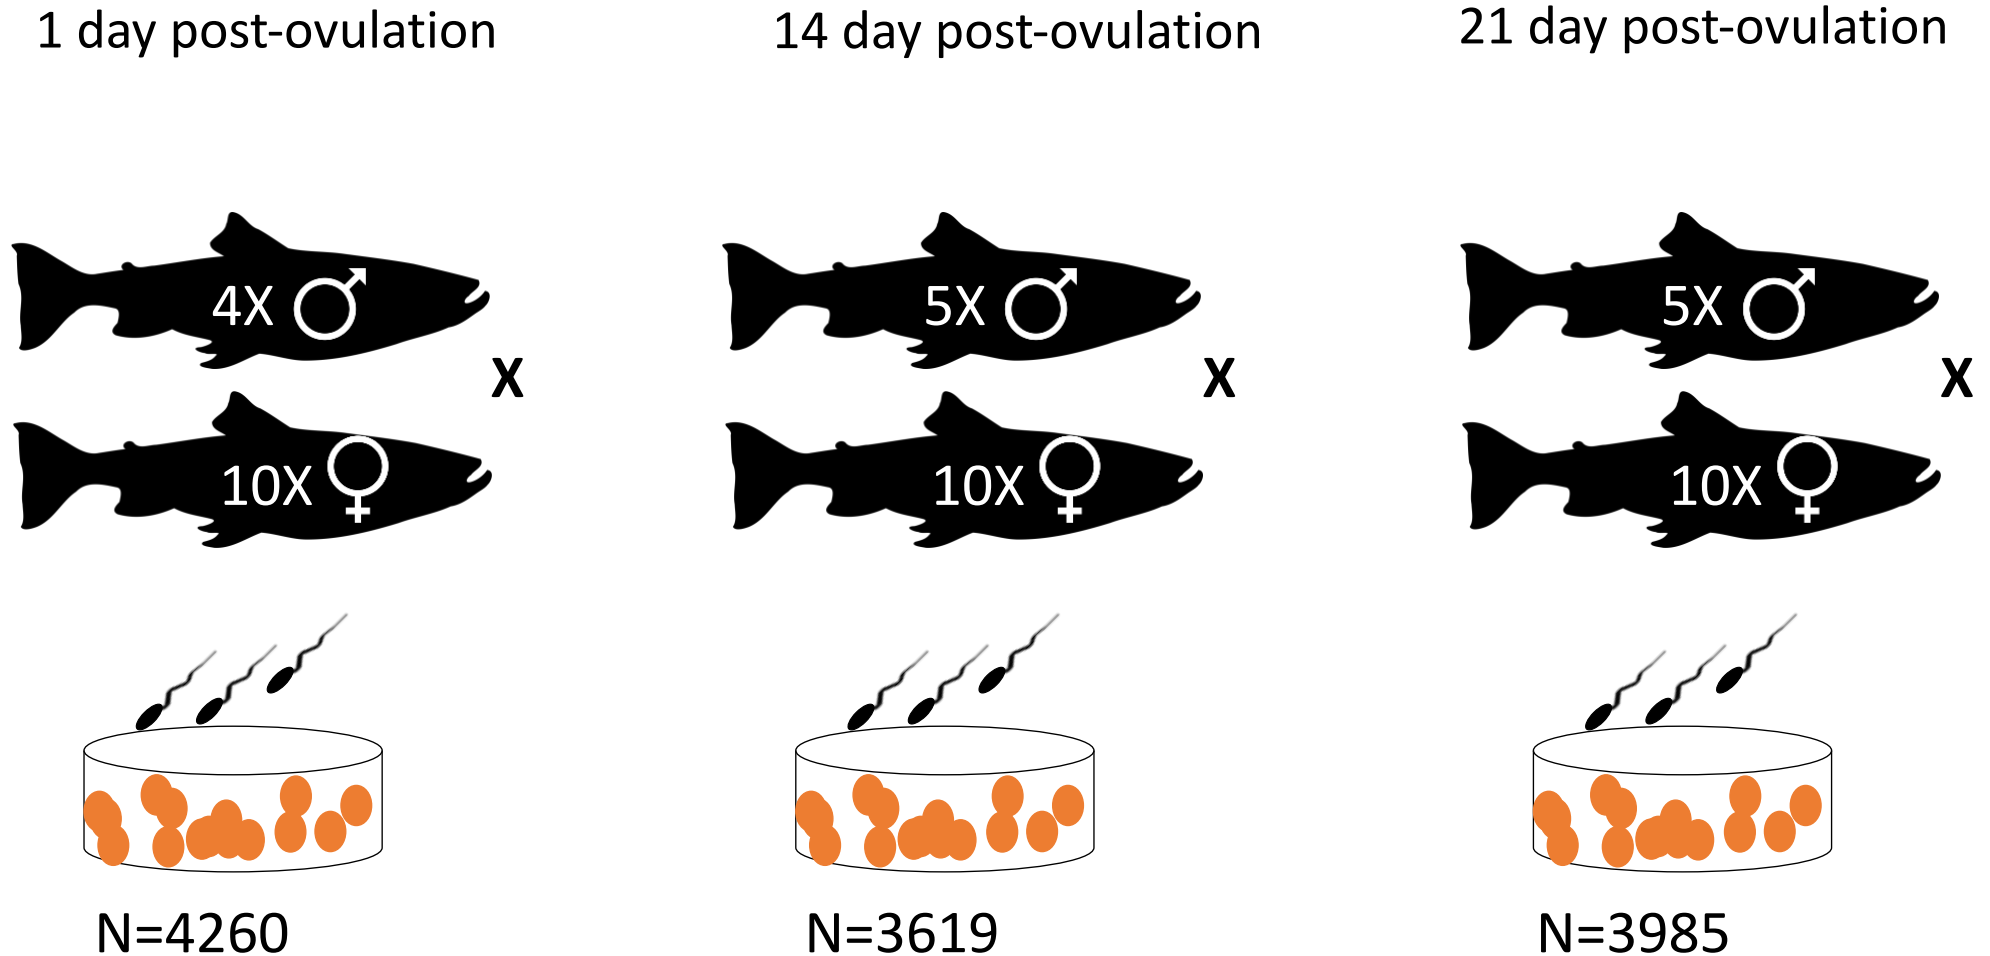 1 day post-ovulation
14 day post-ovulation
21 day post-ovulation
4X ♂
5X ♂
5X ♂
X
X
X
10X ♀
10X ♀
10X ♀
N=4260
N=3619
N=3985